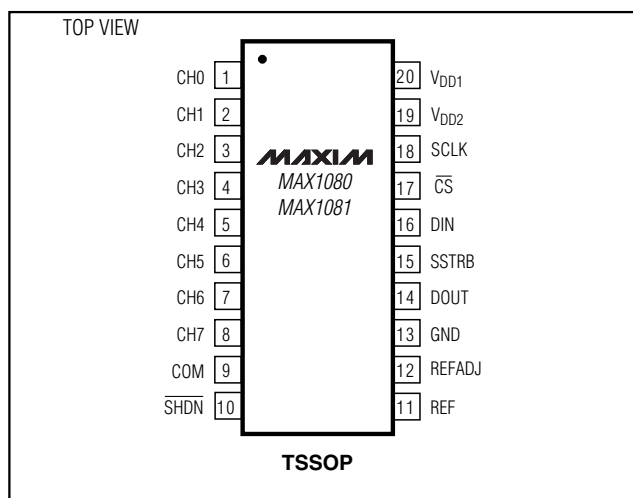 TOP VIEW
CH0 1 20 VDD1
CH1 2 19 VDD2
MAXIM
CH2 3 18 SCLK
MAX1080
CH3 4 17 C̅S̅
MAX1081
CH4 5 16 DIN
CH5 6 15 SSTRB
CH6 7 14 DOUT
CH7 8 13 GND
COM 9 12 REFADJ
S̅H̅D̅N̅ 10 11 REF
TSSOP